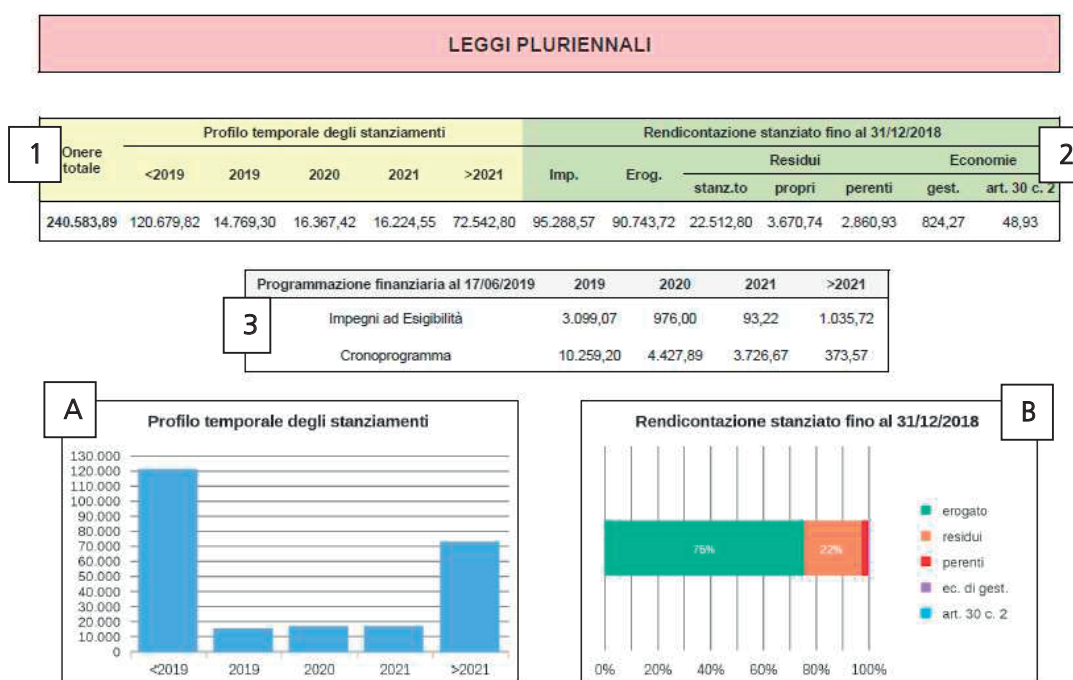 LEGGI PLURIENNALI
1 Onere totale Profilo temporale degli stanziamenti Rendicontazione stanziato fino al 31/12/2018 2
<2019 2019 2020 2021 >2021 Imp. Erog. Residui Economie
stanz.to propri perenti gest. art. 30 c. 2
240.583,89 120.679,82 14.769,30 16.367,42 16.224,55 72.542,80 95.288,57 90.743,72 22.512,80 3.670,74 2.860,93 824,27 48,93
3
Programmazione finanziaria al 17/06/2019 2019 2020 2021 >2021
Impegni ad Esigibilità 3.099,07 976,00 93,22 1.035,72
Cronoprogramma 10.259,20 4.427,89 3.726,67 373,57
A
Profilo temporale degli stanziamenti
130.000
120.000
110.000
100.000
90.000
80.000
70.000
60.000
50.000
40.000
30.000
20.000
10.000
0
<2019 2019 2020 2021 >2021
B
Rendicontazione stanziato fino al 31/12/2018
75% 22%
erogato
residui
perenti
ec. di gest.
art. 30 c. 2
0% 20% 40% 60% 80% 100%